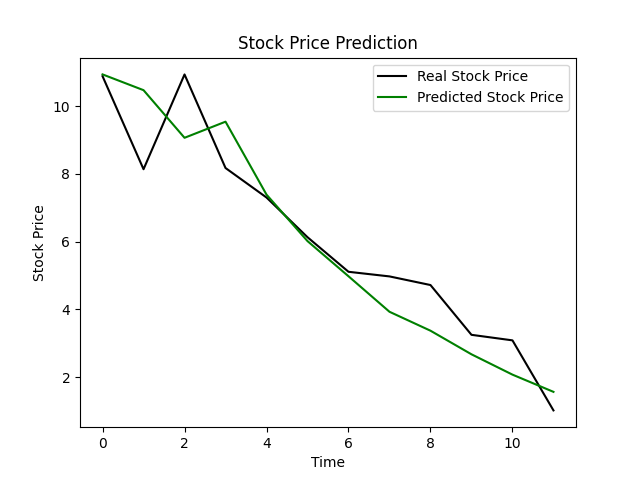 Stock Price Prediction
Real Stock Price
Predicted Stock Price
10
8
6
4
2
Stock Price
0 2 4 6 8 10
Time